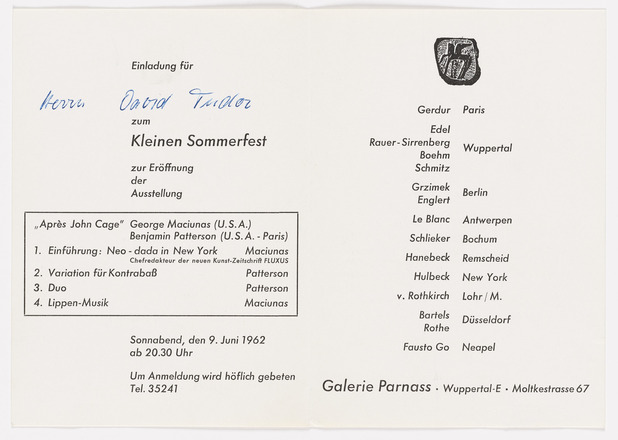 Einladung für
Herrn David Tudor
zum
Kleinen Sommerfest
zur Eröffnung
der
Ausstellung
„Après John Cage" George Maciunas (U.S.A.)
Benjamin Patterson (U.S.A. - Paris)
1. Einführung: Neo-dada in New York Maciunas
Chefredakteur der neuen Kunst-Zeitschrift FLUXUS
2. Variation für Kontrabaß Patterson
3. Duo Patterson
4. Lippen-Musik Maciunas
Sonnabend, den 9. Juni 1962
ab 20.30 Uhr
Um Anmeldung wird höflich gebeten
Tel. 35241
Gerdur Paris
Edel
Rauer-Sirrenberg
Boehm
Schmitz
Wuppertal
Grzimek
Englert
Berlin
Le Blanc Antwerpen
Schlieker Bochum
Hanebeck Remscheid
Hulbeck New York
v. Rothkirch Lohr/M.
Bartels
Rothe
Düsseldorf
Fausto Go Neapel
Galerie Parnass · Wuppertal-E · Moltkestrasse 67